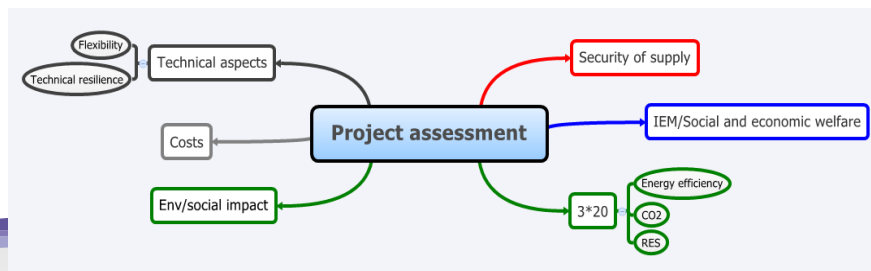 Flexibility
Technical resilience
Technical aspects
Costs
Env/social impact
Project assessment
Security of supply
IEM/Social and economic welfare
3*20
Energy efficiency
CO2
RES